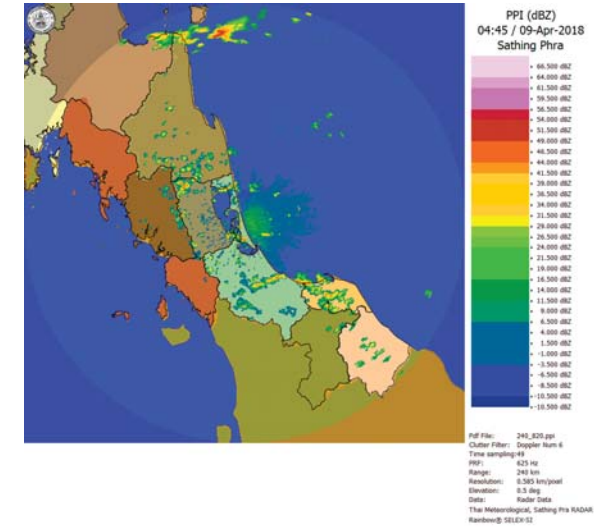 PPI (dBZ)
04:45 / 09-Apr-2018
Sathing Phra
+ 66.500 dBZ
+ 64.000 dBZ
+ 61.500 dBZ
+ 59.500 dBZ
+ 56.500 dBZ
+ 54.000 dBZ
+ 51.500 dBZ
+ 49.000 dBZ
+ 46.500 dBZ
+ 44.000 dBZ
+ 41.500 dBZ
+ 39.000 dBZ
+ 36.500 dBZ
+ 34.000 dBZ
+ 31.500 dBZ
+ 29.000 dBZ
+ 26.500 dBZ
+ 24.000 dBZ
+ 21.500 dBZ
+ 19.000 dBZ
+ 16.500 dBZ
+ 14.000 dBZ
+ 11.500 dBZ
+ 9.000 dBZ
+ 6.500 dBZ
+ 4.000 dBZ
+ 1.500 dBZ
+ -1.000 dBZ
+ -3.500 dBZ
+ -6.500 dBZ
+ -8.500 dBZ
+ -10.500 dBZ
+ -10.500 dBZ
Pdf File: 240_820.ppi
Clutter Filter: Doppler Num 6
Time sampling:49
PRF: 625 Hz
Range: 240 km
Resolution: 0.585 km/pixel
Elevation: 0.5 deg
Data: Radar Data
Thai Meteorological, Sathing Pra RADAR
Rainbow® SELEX-SI